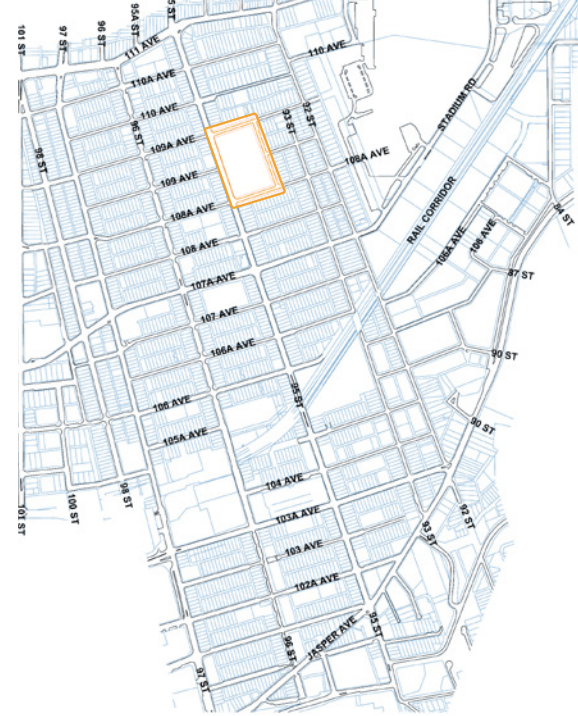 95 ST
95A ST
96 ST
97 ST
101 ST
111 AVE
110 AVE
110A AVE
STADIUM RD
110 AVE
93 ST
92 ST
96 ST
109A AVE
98 ST
108A AVE
109 AVE
RAIL CORRIDOR
84 ST
108A AVE
106A AVE
106 AVE
108 AVE
87 ST
107A AVE
107 AVE
106A AVE
90 ST
95 ST
106 AVE
90 ST
105A AVE
104 AVE
98 ST
100 ST
101 ST
92 ST
103A AVE
93 ST
103 AVE
102A AVE
95 ST
JASPER AVE
96 ST
97 ST